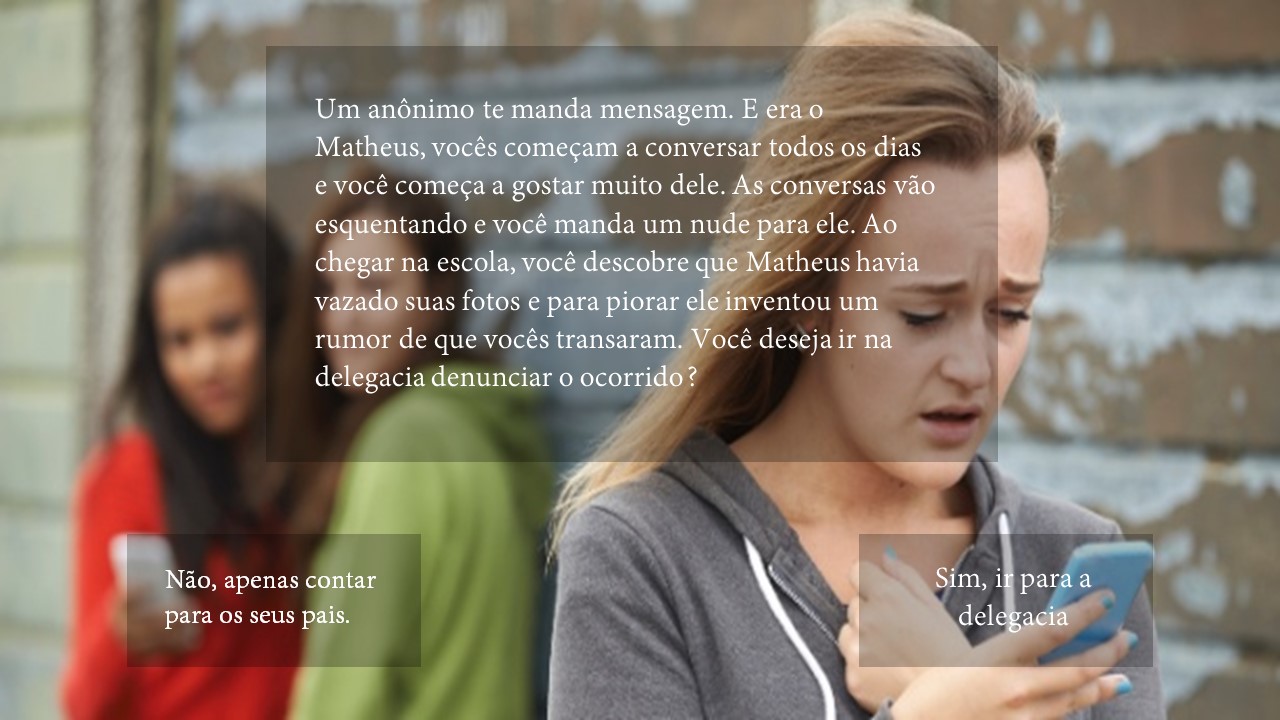 Um anônimo te manda mensagem. E era o
Matheus, vocês começam a conversar todos os dias
e você começa a gostar muito dele. As conversas vão
esquentando e você manda um nude para ele. Ao
chegar na escola, você descobre que Matheus havia
vazado suas fotos e para piorar ele inventou um
rumor de que vocês transaram. Você deseja ir na
delegacia denunciar o ocorrido?
Não, apenas contar
para os seus pais.
Sim, ir para a
delegacia